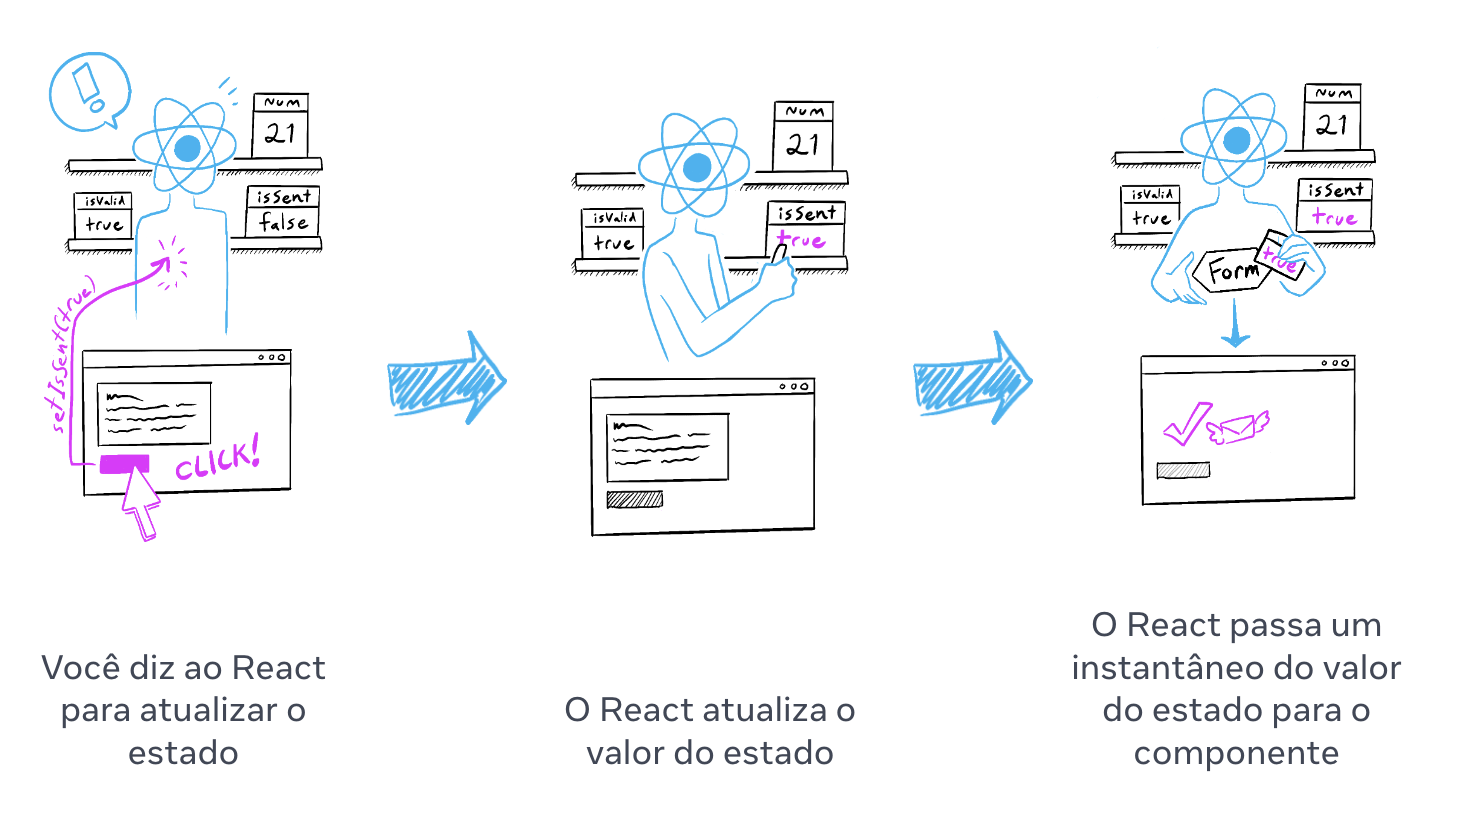 !
NUM
21
isValid
true
isSent
false
setIsSent(true)
CLICK!
Você diz ao React
para atualizar o
estado
NUM
21
isValid
true
isSent
true
O React atualiza o
valor do estado
NUM
21
isValid
true
isSent
true
Form
true
O React passa um
instantâneo do valor
do estado para o
componente